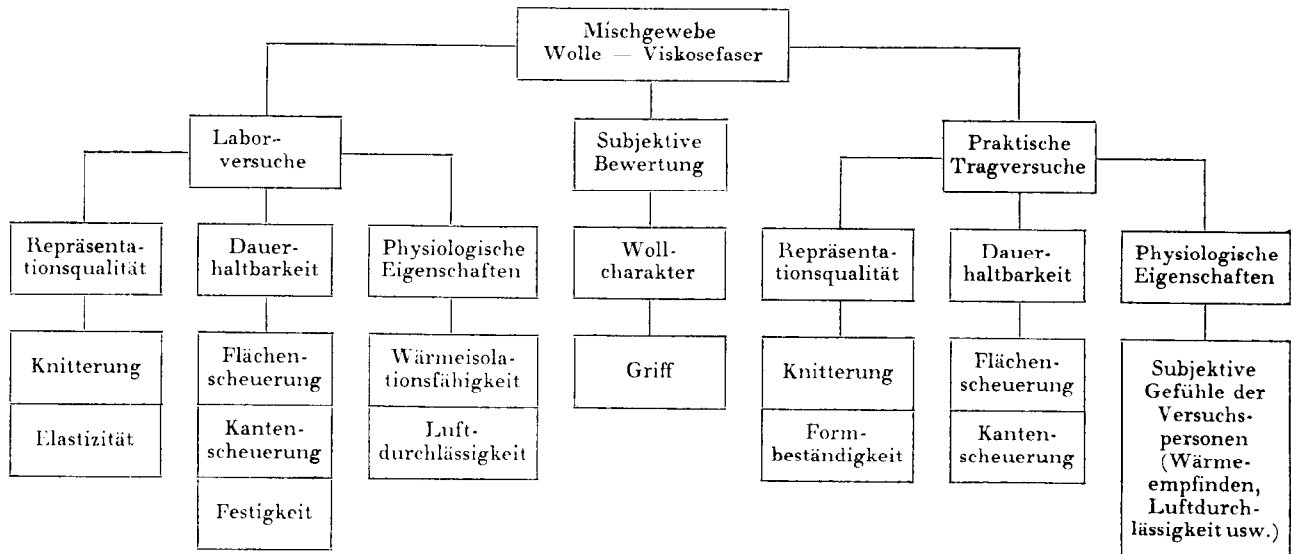 Mischgewebe
Wolle — Viskosefaser
Labor-
versuche
Subjektive
Bewertung
Praktische
Tragversuche
Repräsenta-
tionsqualität
Dauer-
haltbarkeit
Physiologische
Eigenschaften
Woll-
charakter
Repräsenta-
tionsqualität
Dauer-
haltbarkeit
Physiologische
Eigenschaften
Knitterung
Elastizität
Flächen-
scheuerung
Kanten-
scheuerung
Festigkeit
Wärmeisola-
tionsfähigkeit
Luft-
durchlässigkeit
Griff
Knitterung
Form-
beständigkeit
Flächen-
scheuerung
Kanten-
scheuerung
Subjektive
Gefühle der
Versuchs-
personen
(Wärme-
empfinden,
Luftdurch-
lässigkeit usw.)